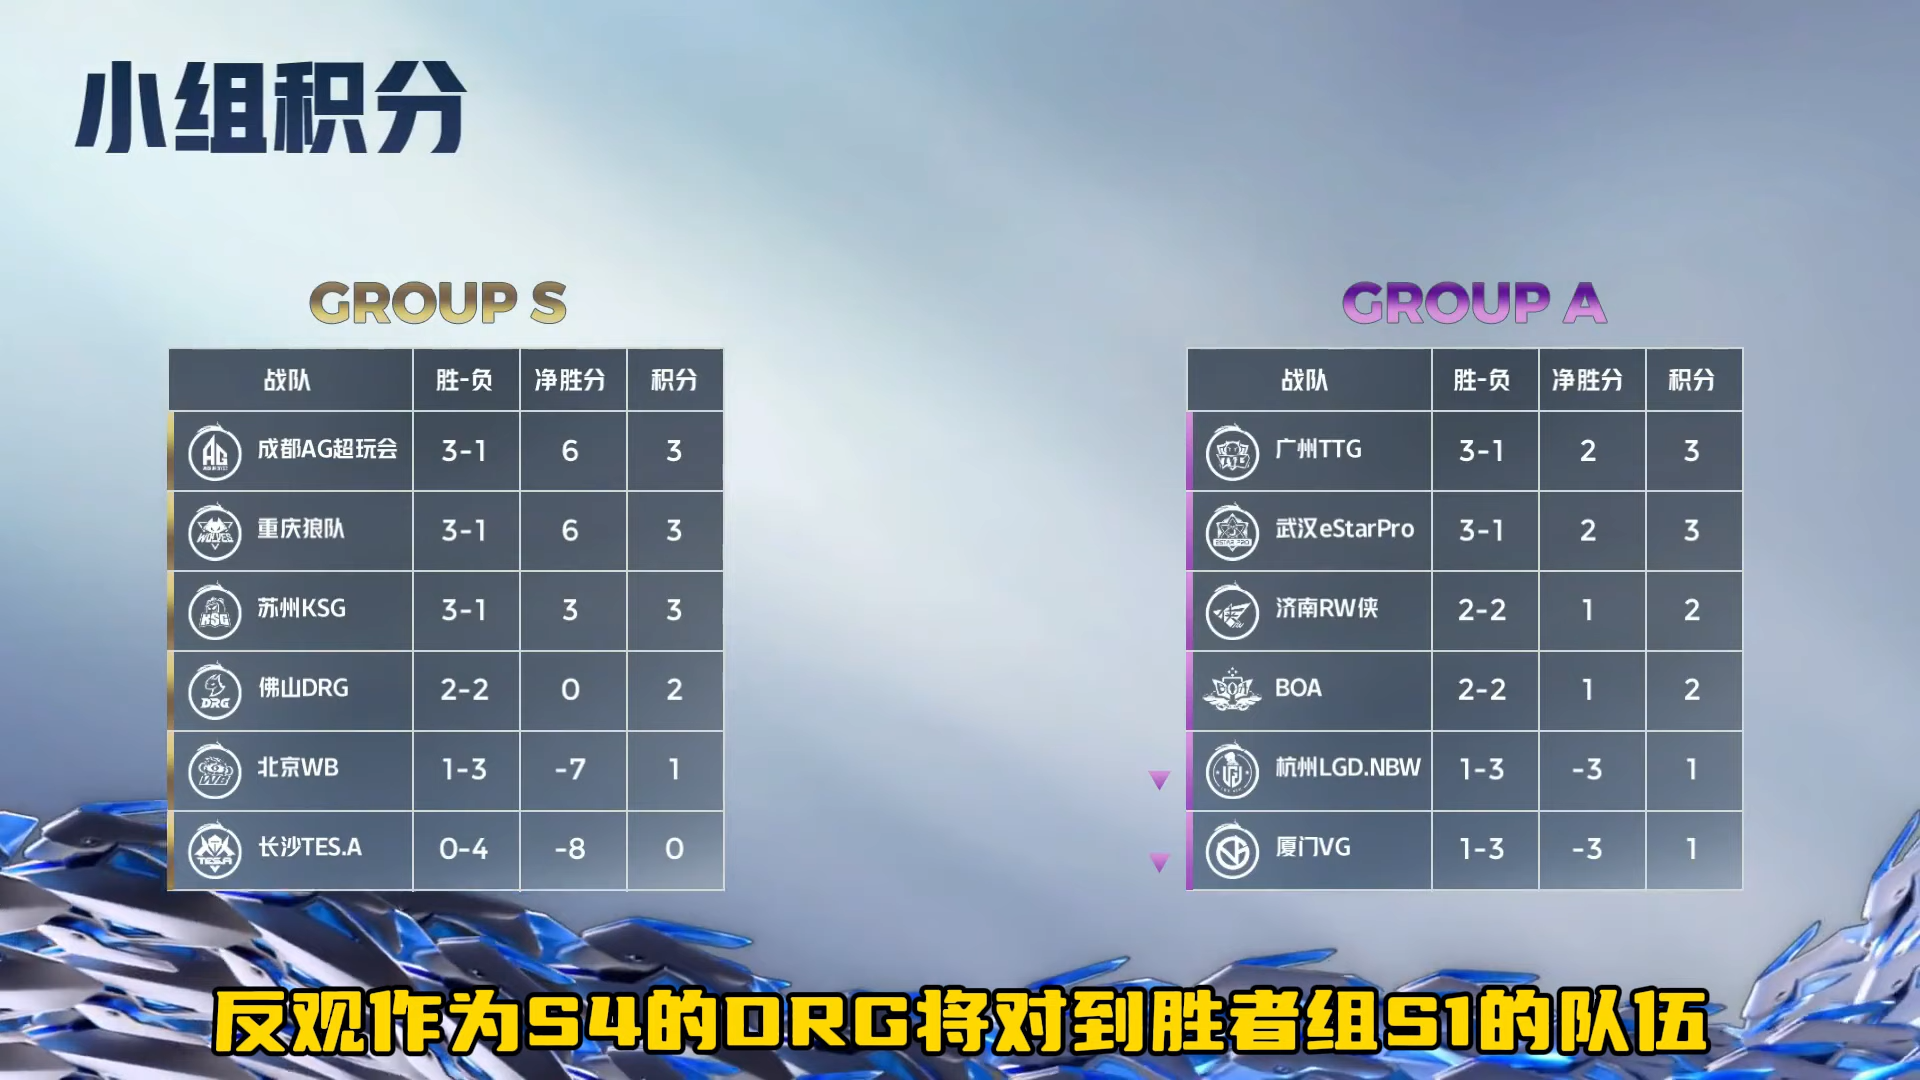 小组积分
GROUP S
战队 胜-负 净胜分 积分
成都AG超玩会 3-1 6 3
重庆狼队 3-1 6 3
苏州KSG 3-1 3 3
佛山DRG 2-2 0 2
北京WB 1-3 -7 1
长沙TES.A 0-4 -8 0
GROUP A
战队 胜-负 净胜分 积分
广州TTG 3-1 2 3
武汉eStarPro 3-1 2 3
济南RW侠 2-2 1 2
BOA 2-2 1 2
杭州LGD.NBW 1-3 -3 1
厦门VG 1-3 -3 1
反观作为S4的DRG将对到胜者组S1的队伍